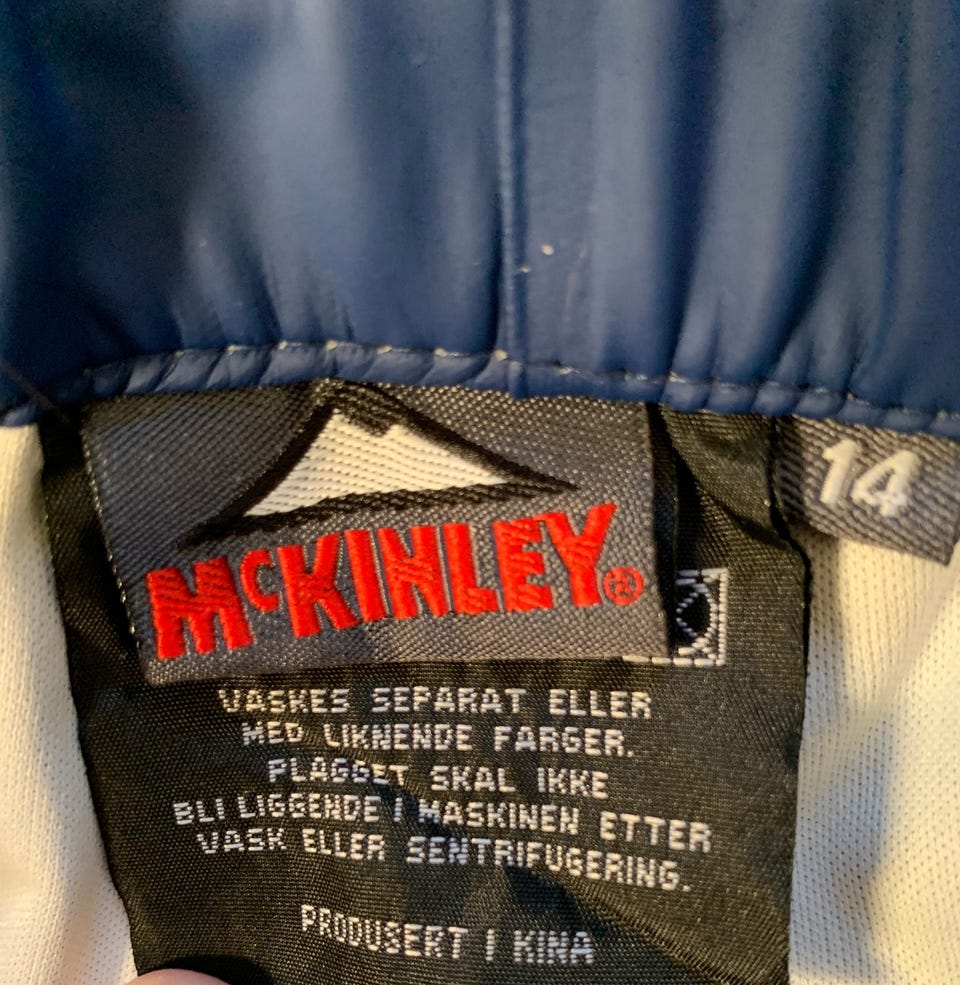 McKINLEY®
14
VASKES SEPARAT ELLER
MED LIKNENDE FARGER.
PLAGGET SKAL IKKE
BLI LIGGENDE I MASKINEN ETTER
VASK ELLER SENTRIFUGERING.
PRODUSERT I KINA